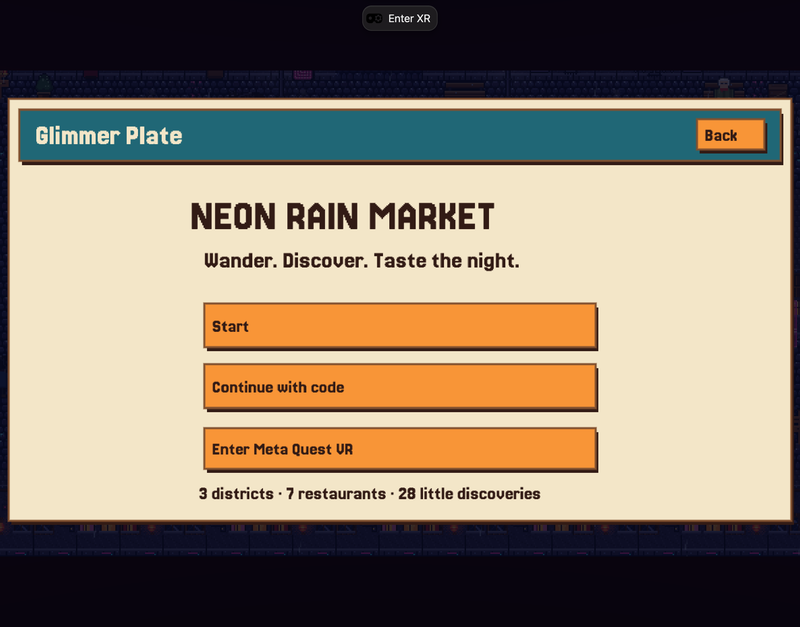 Enter XR
Glimmer Plate
Back
NEON RAIN MARKET
Wander. Discover. Taste the night.
Start
Continue with code
Enter Meta Quest VR
3 districts · 7 restaurants · 28 little discoveries